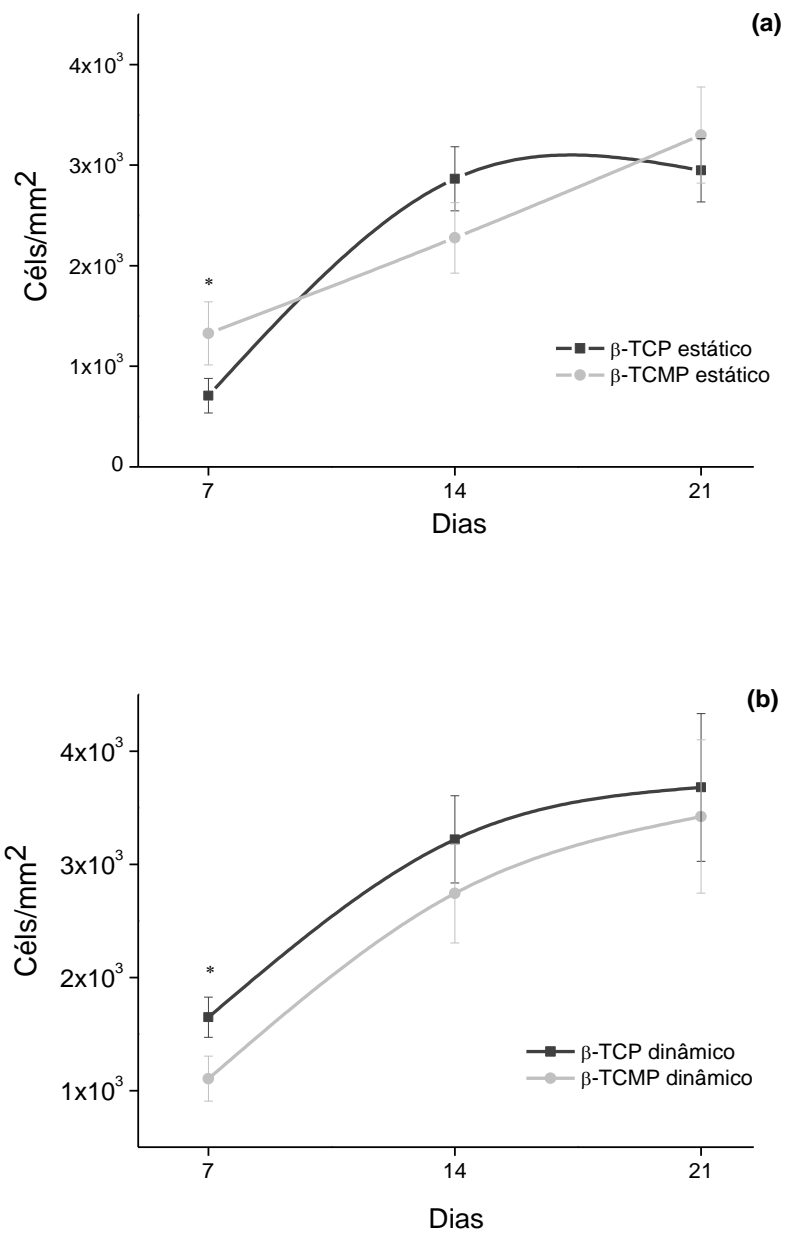 (a)
4x10³
3x10³
2x10³
1x10³
0
Céls/mm²
*
β-TCP estático
β-TCMP estático
7 14 21
Dias
(b)
4x10³
3x10³
2x10³
1x10³
Céls/mm²
*
β-TCP dinâmico
β-TCMP dinâmico
7 14 21
Dias